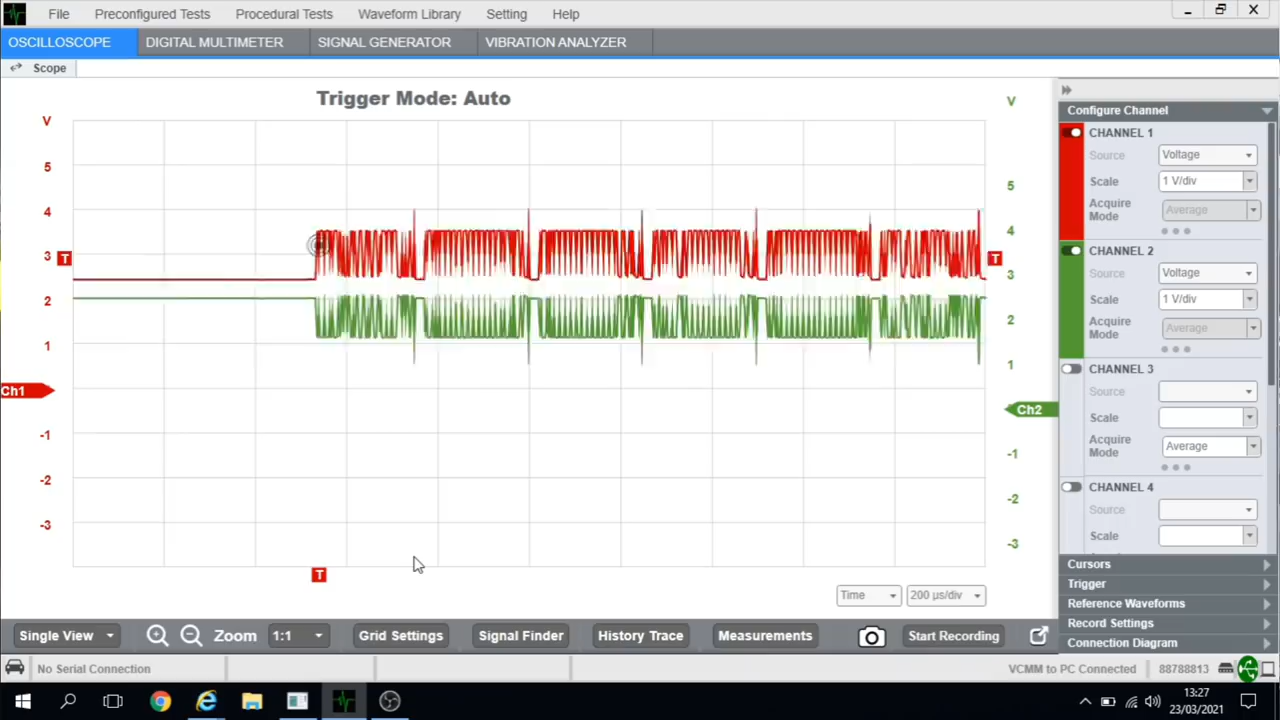 File Preconfigured Tests Procedural Tests Waveform Library Setting Help
OSCILLOSCOPE DIGITAL MULTIMETER SIGNAL GENERATOR VIBRATION ANALYZER
Scope
Trigger Mode: Auto
V
5
4
3
2
1
-1
-2
-3
T
Ch1
T
V
5
4
3
2
1
-1
-2
-3
T
Ch2
Time 200 µs/div
Configure Channel
CHANNEL 1
Source Voltage
Scale 1 V/div
Acquire Mode Average
CHANNEL 2
Source Voltage
Scale 1 V/div
Acquire Mode Average
CHANNEL 3
Source
Scale
Acquire Mode Average
CHANNEL 4
Source
Scale
Cursors
Trigger
Reference Waveforms
Record Settings
Connection Diagram
Single View Zoom 1:1 Grid Settings Signal Finder History Trace Measurements Start Recording
No Serial Connection VCMM to PC Connected 88788813
13:27
23/03/2021